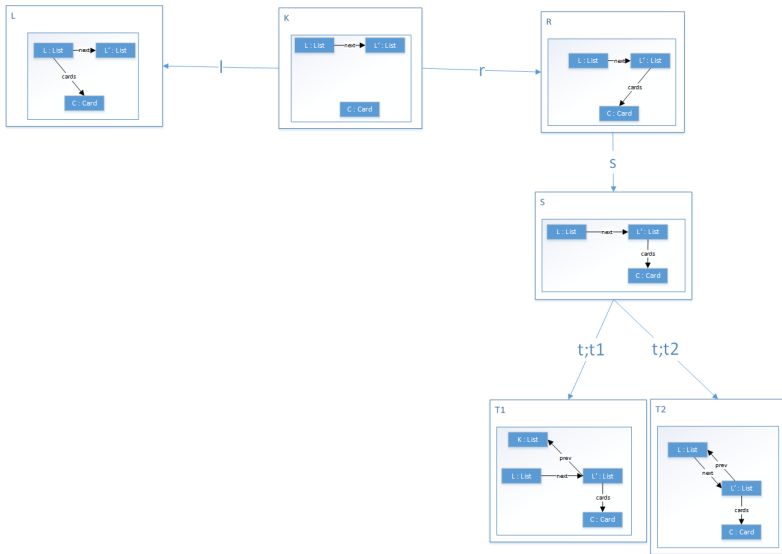 L
L : List
next
L' : List
cards
C : Card
l
K
L : List
next
L' : List
C : Card
r
R
L : List
next
L' : List
cards
C : Card
S
S
L : List
next
L' : List
cards
C : Card
t;t1
t;t2
T1
K : List
prev
L : List
next
L' : List
cards
C : Card
T2
L : List
prev
next
L' : List
cards
C : Card